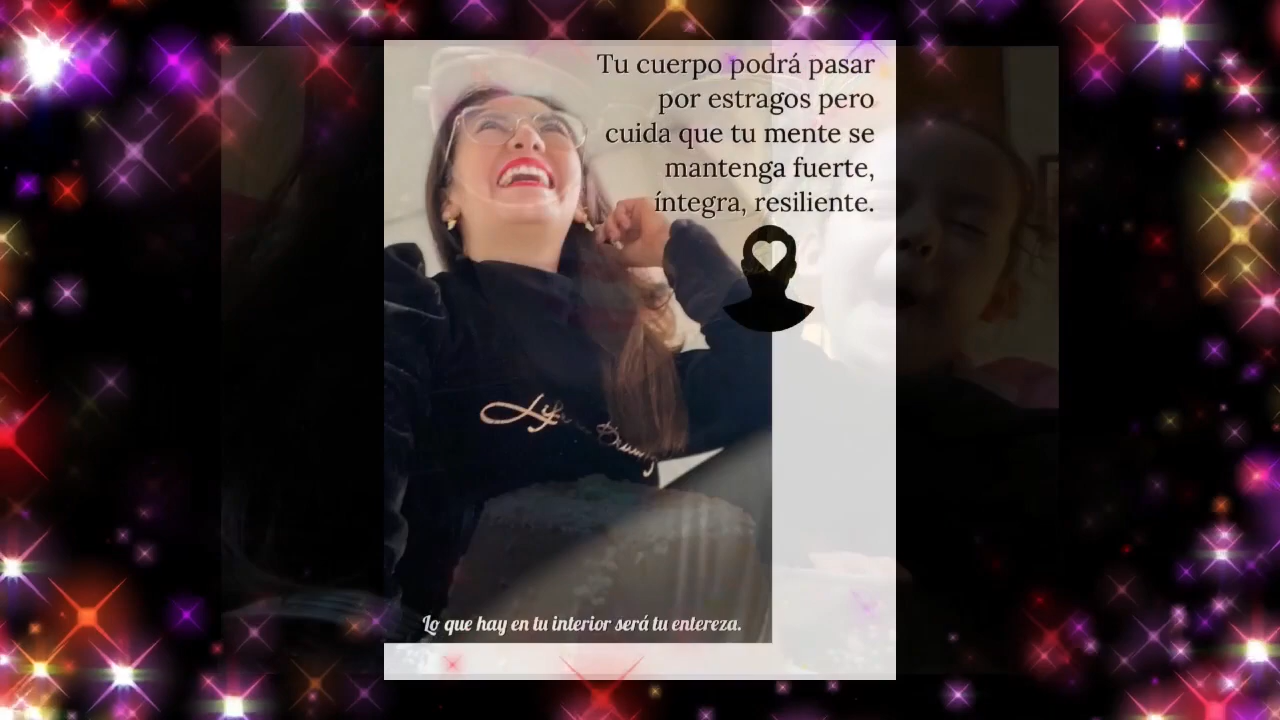 Tu cuerpo podrá pasar
por estragos pero
cuida que tu mente se
mantenga fuerte,
íntegra, resiliente.
Lo que hay en tu interior será tu entereza.